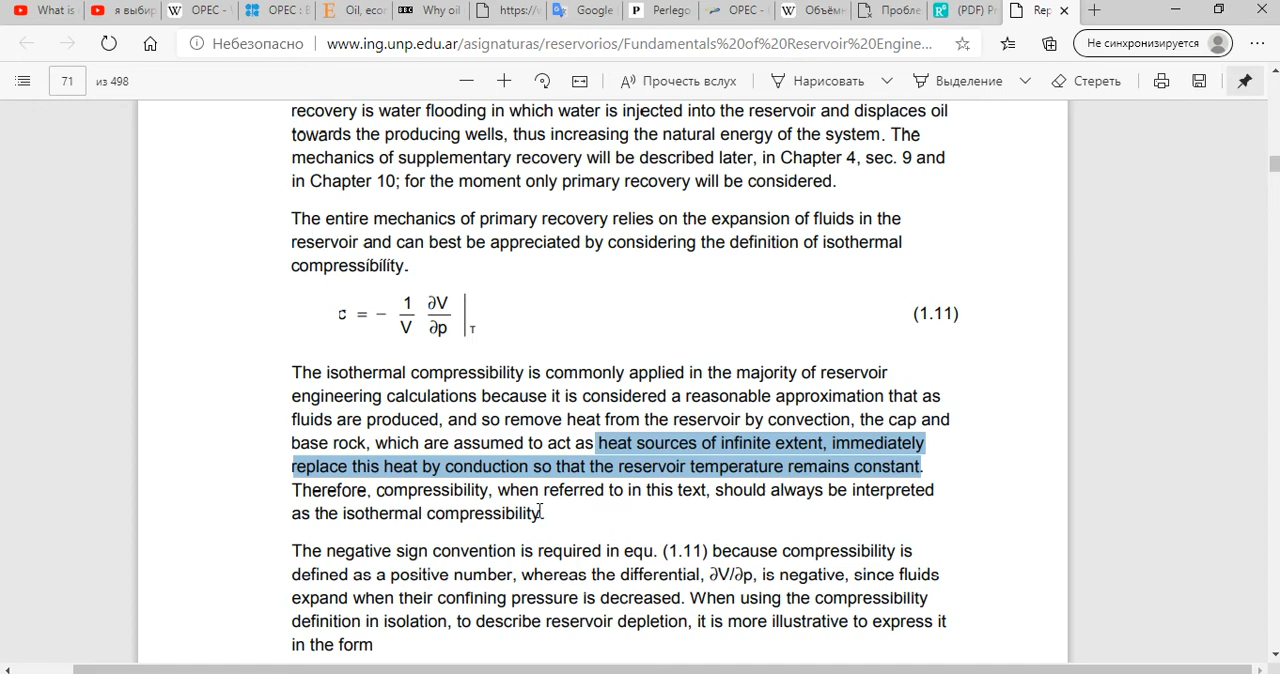 What is
я выбир
OPEC -
OPEC : E
Oil, ecor
Why oil
https://
Google
Perlego
OPEC -
Объём
Пробле
(PDF) Pr
Rep
Небезопасно | www.ing.unp.edu.ar/asignaturas/reservorios/Fundamentals%20of%20Reservoir%20Engine...
Не синхронизируется
71 из 498
Прочесть вслух
Нарисовать
Выделение
Стереть
recovery is water flooding in which water is injected into the reservoir and displaces oil
towards the producing wells, thus increasing the natural energy of the system. The
mechanics of supplementary recovery will be described later, in Chapter 4, sec. 9 and
in Chapter 10; for the moment only primary recovery will be considered.
The entire mechanics of primary recovery relies on the expansion of fluids in the
reservoir and can best be appreciated by considering the definition of isothermal
compressibility.
c = − 1/V ∂V/∂p |T (1.11)
The isothermal compressibility is commonly applied in the majority of reservoir
engineering calculations because it is considered a reasonable approximation that as
fluids are produced, and so remove heat from the reservoir by convection, the cap and
base rock, which are assumed to act as heat sources of infinite extent, immediately
replace this heat by conduction so that the reservoir temperature remains constant.
Therefore, compressibility, when referred to in this text, should always be interpreted
as the isothermal compressibility.
The negative sign convention is required in equ. (1.11) because compressibility is
defined as a positive number, whereas the differential, ∂V/∂p, is negative, since fluids
expand when their confining pressure is decreased. When using the compressibility
definition in isolation, to describe reservoir depletion, it is more illustrative to express it
in the form